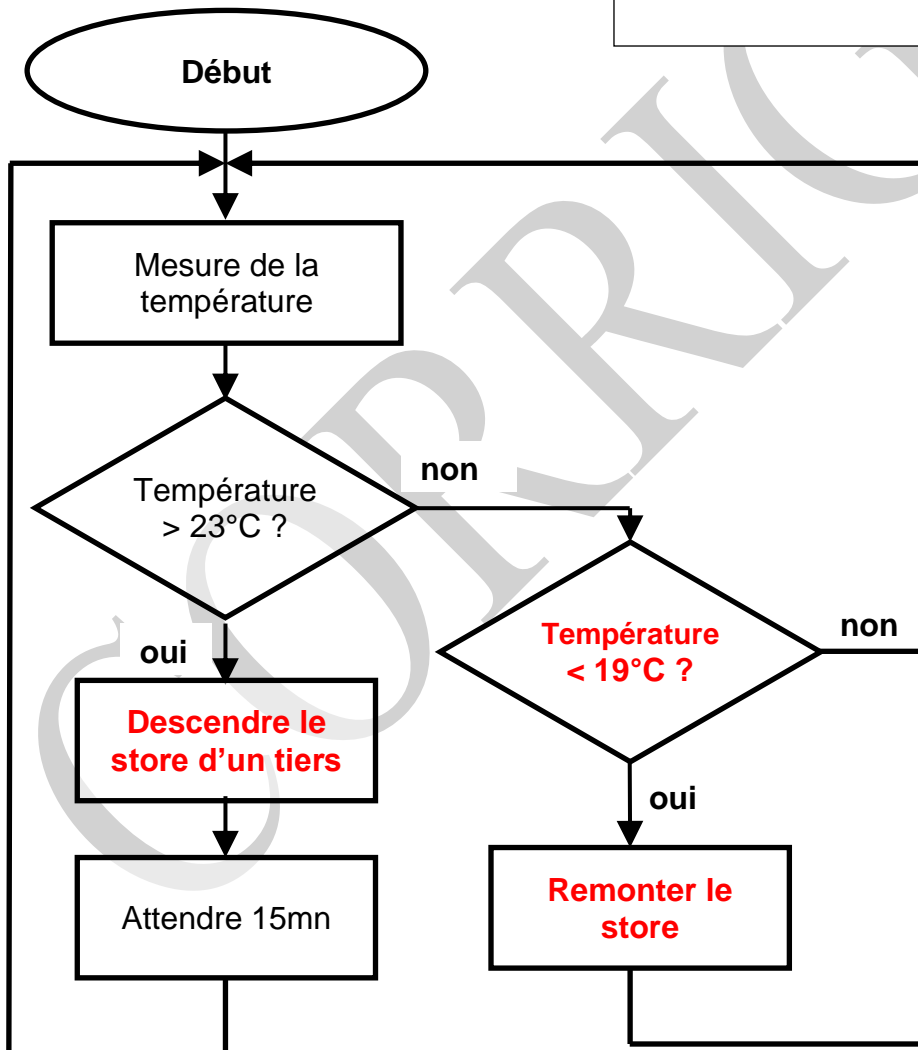 Début
Mesure de la
température
Température
> 23°C ?
non
oui
Température
< 19°C ?
non
Descendre le
store d'un tiers
oui
Attendre 15mn
Remonter le
store
CORRIG